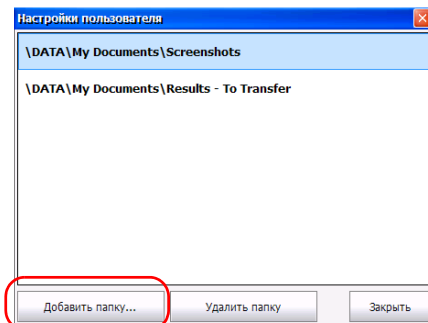 Настройки пользователя
\DATA\My Documents\Screenshots
\DATA\My Documents\Results - To Transfer
Добавить папку... Удалить папку Закрыть